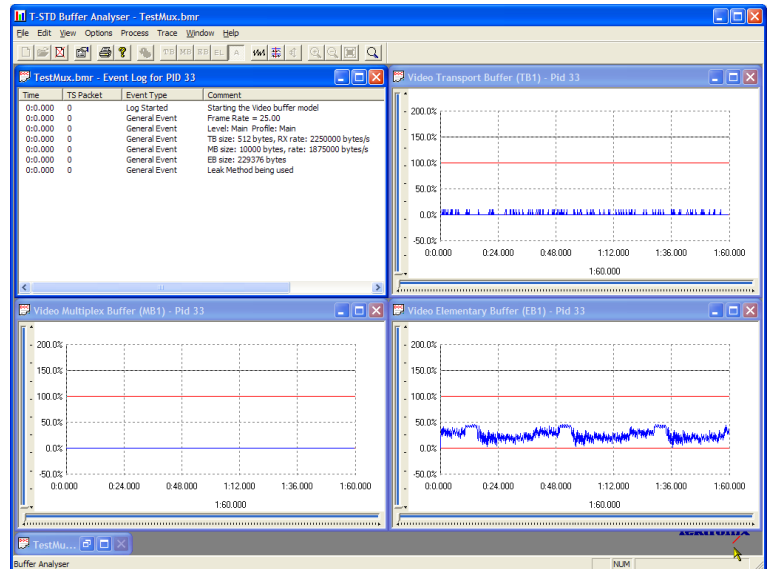 T-STD Buffer Analyser - TestMux.bmr
File Edit View Options Process Trace Window Help
TB MB EB EL A
TestMux.bmr - Event Log for PID 33
Time TS Packet Event Type Comment
0:0.000 0 Log Started Starting the Video buffer model
0:0.000 0 General Event Frame Rate = 25.00
0:0.000 0 General Event Level: Main Profile: Main
0:0.000 0 General Event TB size: 512 bytes, RX rate: 2250000 bytes/s
0:0.000 0 General Event MB size: 10000 bytes, rate: 1875000 bytes/s
0:0.000 0 General Event EB size: 229376 bytes
0:0.000 0 General Event Leak Method being used
Video Transport Buffer (TB1) - Pid 33
200.0%
150.0%
100.0%
50.0%
0.0%
-50.0%
0:0.000 0:24.000 0:48.000 1:12.000 1:36.000 1:60.000
1:60.000
Video Multiplex Buffer (MB1) - Pid 33
200.0%
150.0%
100.0%
50.0%
0.0%
-50.0%
0:0.000 0:24.000 0:48.000 1:12.000 1:36.000 1:60.000
1:60.000
Video Elementary Buffer (EB1) - Pid 33
200.0%
150.0%
100.0%
50.0%
0.0%
-50.0%
0:0.000 0:24.000 0:48.000 1:12.000 1:36.000 1:60.000
1:60.000
TestMu...
Buffer Analyser
NUM